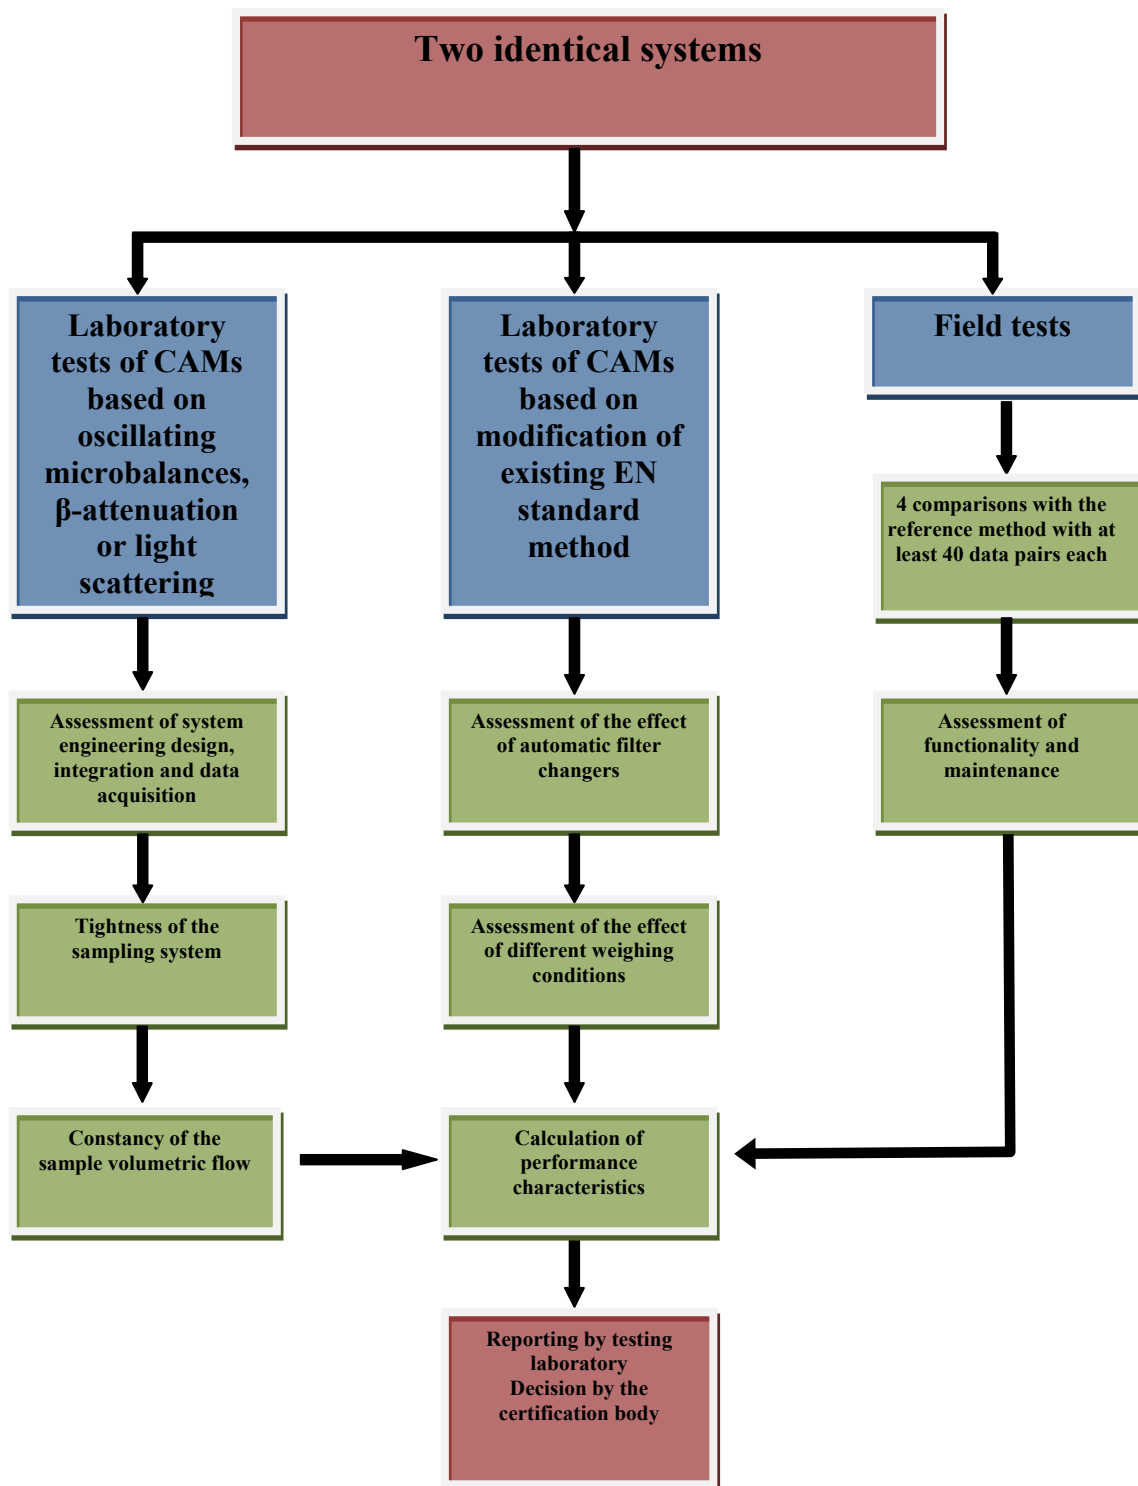 Two identical systems
Laboratory
tests of CAMs
based on
oscillating
microbalances,
β-attenuation
or light
scattering
Laboratory
tests of CAMs
based on
modification of
existing EN
standard
method
Field tests
4 comparisons with the
reference method with at
least 40 data pairs each
Assessment of system
engineering design,
integration and data
acquisition
Assessment of the effect
of automatic filter
changers
Assessment of
functionality and
maintenance
Tightness of the
sampling system
Assessment of the effect
of different weighing
conditions
Constancy of the
sample volumetric flow
Calculation of
performance
characteristics
Reporting by testing
laboratory
Decision by the
certification body